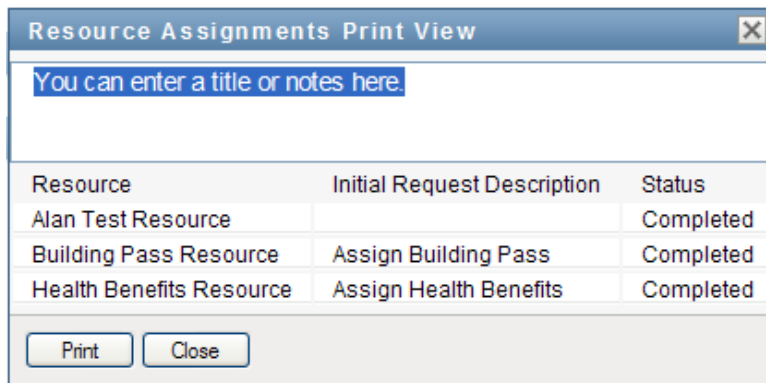 Resource Assignments Print View
You can enter a title or notes here.
Resource Initial Request Description Status
Alan Test Resource Completed
Building Pass Resource Assign Building Pass Completed
Health Benefits Resource Assign Health Benefits Completed
Print Close